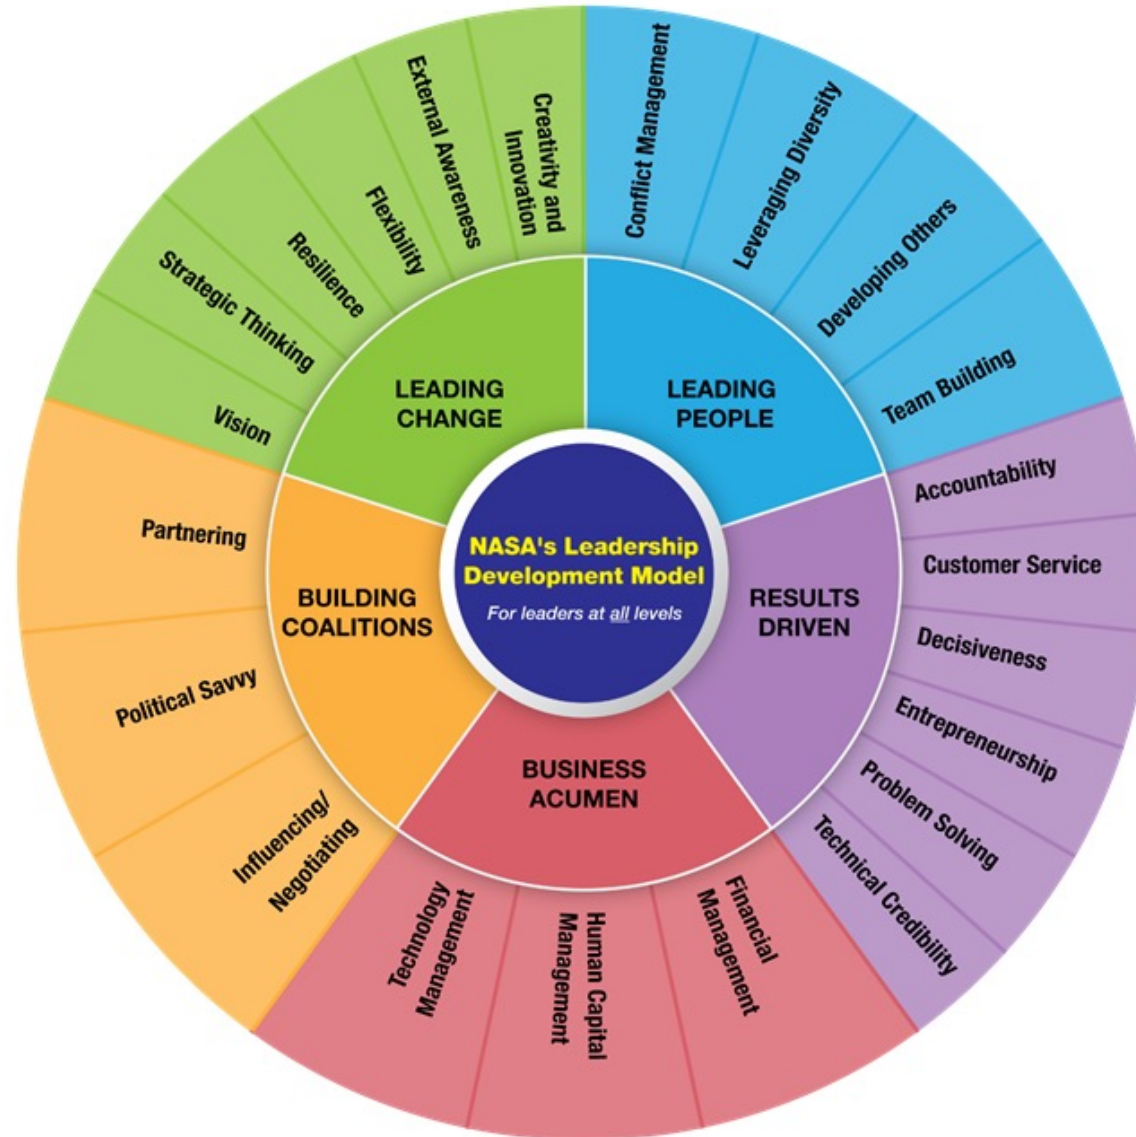 NASA's Leadership
Development Model
For leaders at all levels
LEADING
CHANGE
Vision
Strategic Thinking
Resilience
Flexibility
External Awareness
Creativity and
Innovation
LEADING
PEOPLE
Conflict Management
Leveraging Diversity
Developing Others
Team Building
RESULTS
DRIVEN
Accountability
Customer Service
Decisiveness
Entrepreneurship
Problem Solving
Technical Credibility
BUSINESS
ACUMEN
Financial
Management
Human Capital
Management
Technology
Management
BUILDING
COALITIONS
Influencing/
Negotiating
Political Savvy
Partnering